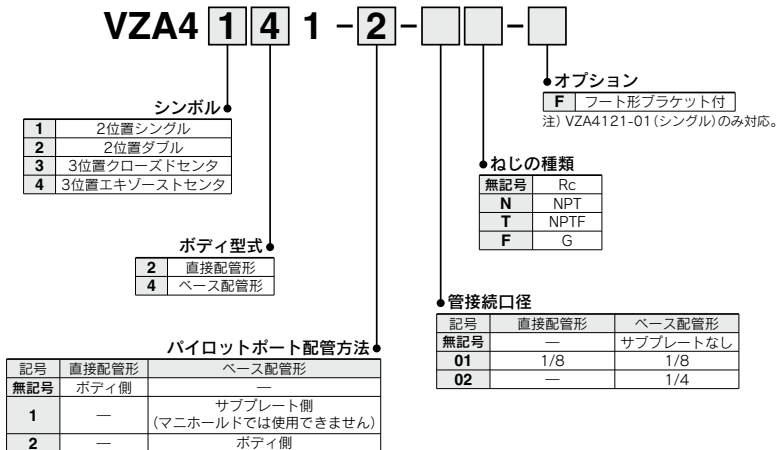 VZA4 1 4 1 - 2 - -
オプション
F フート形ブラケット付
注) VZA4121-01(シングル)のみ対応。
シンボル
1 2位置シングル
2 2位置ダブル
3 3位置クローズドセンタ
4 3位置エキゾーストセンタ
ねじの種類
無記号 Rc
N NPT
T NPTF
F G
ボディ型式
2 直接配管形
4 ベース配管形
管接続口径
記号 直接配管形 ベース配管形
無記号 — サブプレートなし
01 1/8 1/8
02 — 1/4
パイロットポート配管方法
記号 直接配管形 ベース配管形
無記号 ボディ側 —
1 — サブプレート側
(マニホールドでは使用できません)
2 — ボディ側